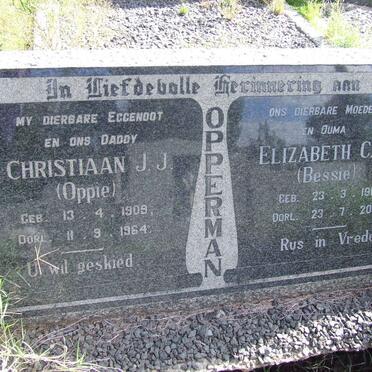 In Liefdevolle Herinnering aan
OPPERMAN
MY DIERBARE EGGENOOT
EN ONS DADDY
CHRISTIAAN J. J.
(Oppie)
GEB. 13 - 4 - 1909.
OORL. 11 - 9 - 1964.
U wil geskied
ONS DIERBARE MOEDE
EN OUMA
ELIZABETH C
(Bessie)
GEB. 23 - 3 - 19
OORL. 23 - 7 - 20
Rus in Vrede